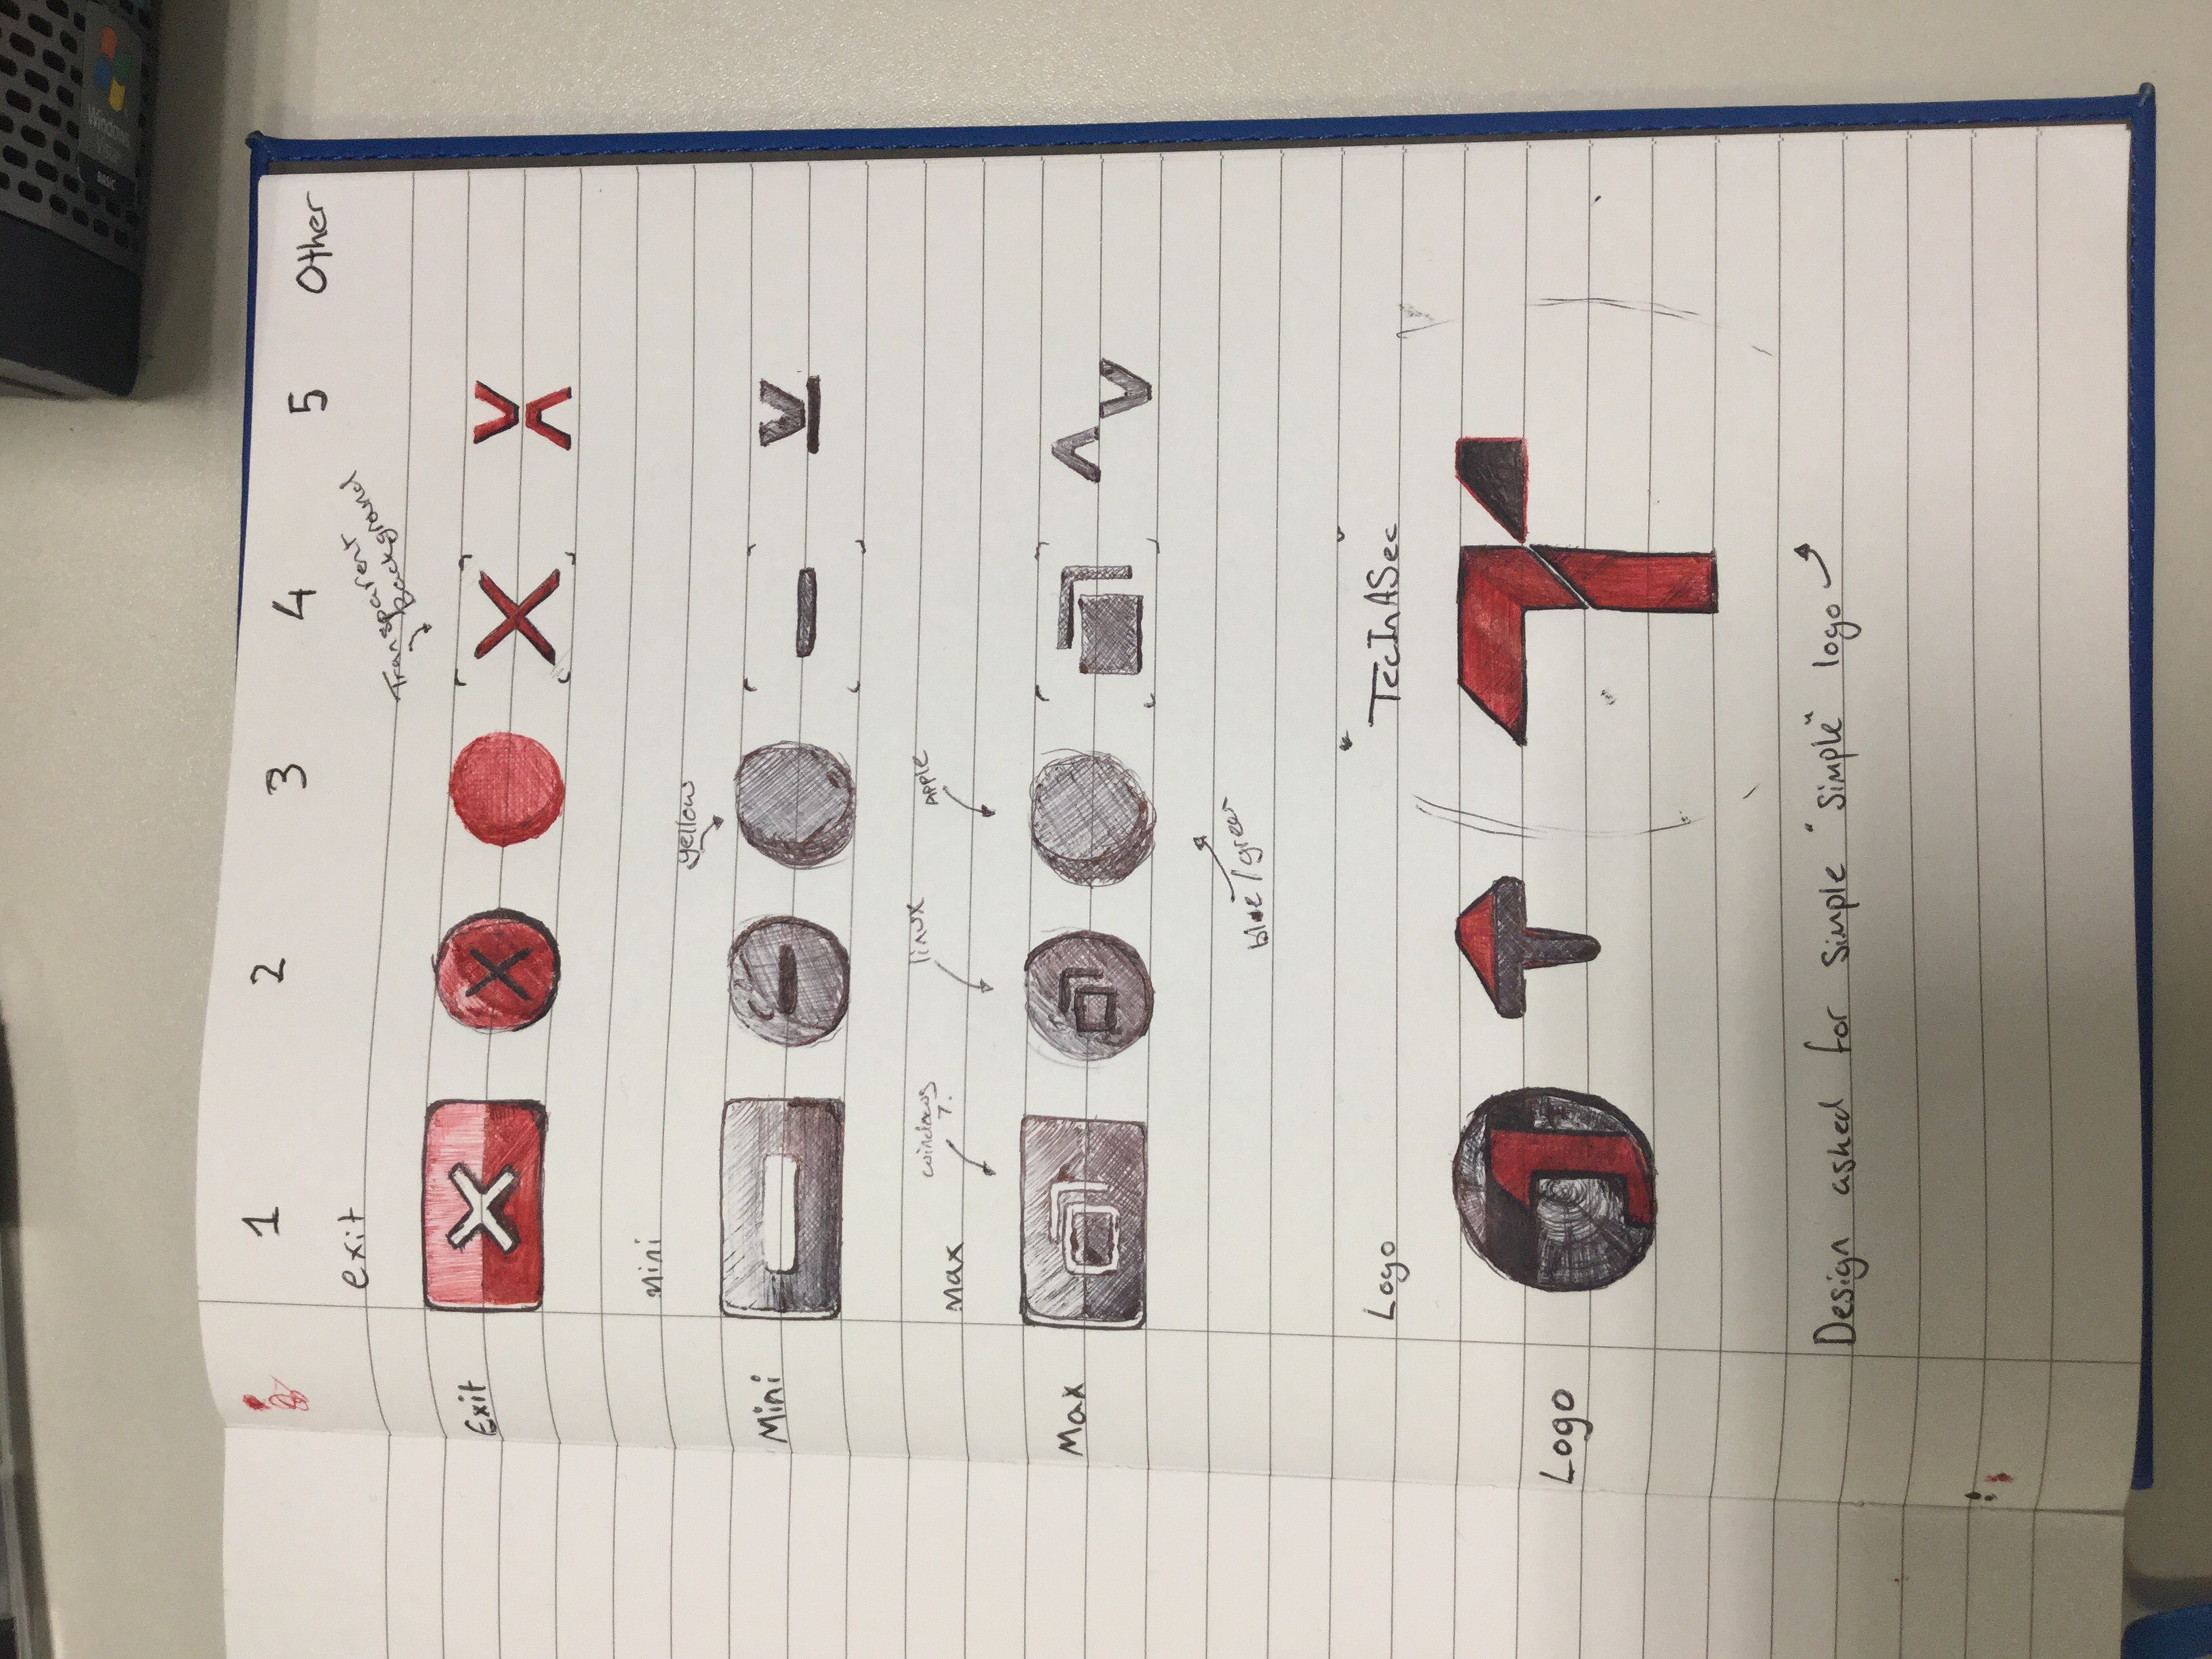 1 2 3 4 5 Other
exit
Transparent
Background
Exit
mini
yellow
Mini
windows
7.
linux
Apple
Max
Max
blue/green
Logo
TecInASec
Logo
Design asked for simple "simple" logo